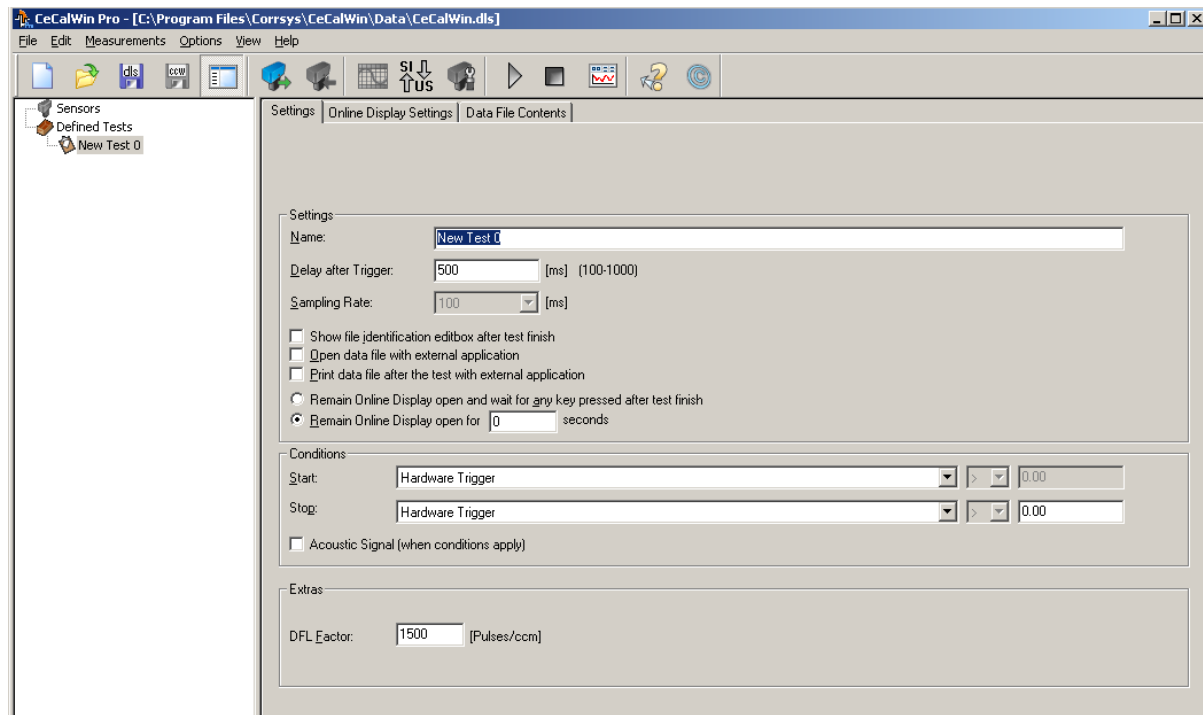 CeCalWin Pro - [C:\Program Files\Corrsys\CeCalWin\Data\CeCalWin.dls]
File Edit Measurements Options View Help
dls ccw SI US
Sensors
Defined Tests
New Test 0
Settings Online Display Settings Data File Contents
Settings
Name: New Test 0
Delay after Trigger: 500 [ms] (100-1000)
Sampling Rate: 100 [ms]
Show file identification editbox after test finish
Open data file with external application
Print data file after the test with external application
Remain Online Display open and wait for any key pressed after test finish
Remain Online Display open for 0 seconds
Conditions
Start: Hardware Trigger > 0.00
Stop: Hardware Trigger > 0.00
Acoustic Signal (when conditions apply)
Extras
DFL Factor: 1500 [Pulses/ccm]